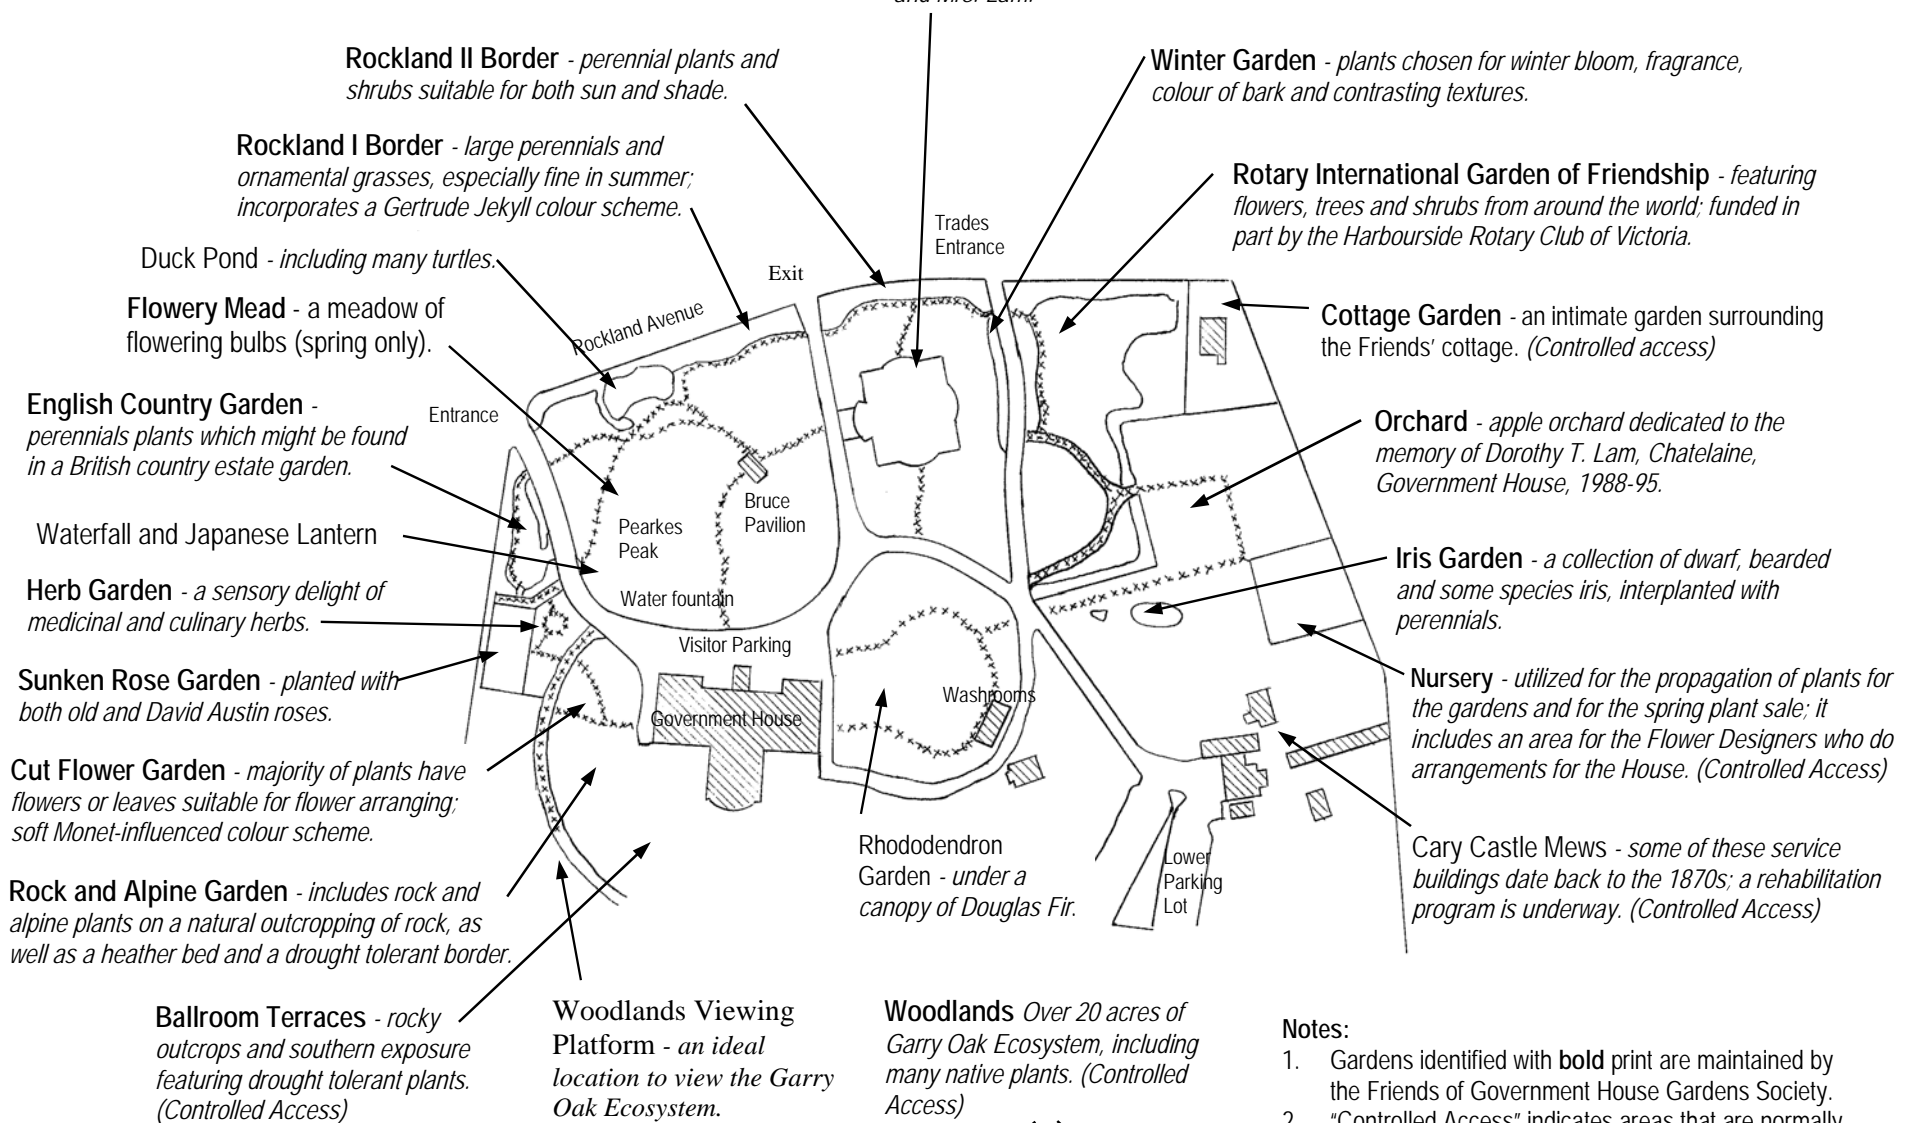 and Mrs. Lam.
Rockland II Border - perennial plants and
shrubs suitable for both sun and shade.
Winter Garden - plants chosen for winter bloom, fragrance,
colour of bark and contrasting textures.
Rockland I Border - large perennials and
ornamental grasses, especially fine in summer;
incorporates a Gertrude Jekyll colour scheme.
Rotary International Garden of Friendship - featuring
flowers, trees and shrubs from around the world; funded in
part by the Harbourside Rotary Club of Victoria.
Trades
Entrance
Duck Pond - including many turtles.
Exit
Flowery Mead - a meadow of
flowering bulbs (spring only).
Rockland Avenue
Cottage Garden - an intimate garden surrounding
the Friends' cottage. (Controlled access)
English Country Garden -
perennials plants which might be found
in a British country estate garden.
Entrance
Orchard - apple orchard dedicated to the
memory of Dorothy T. Lam, Chatelaine,
Government House, 1988-95.
Bruce
Pavilion
Pearkes
Peak
Waterfall and Japanese Lantern
Iris Garden - a collection of dwarf, bearded
and some species iris, interplanted with
perennials.
Herb Garden - a sensory delight of
medicinal and culinary herbs.
Water fountain
Visitor Parking
Sunken Rose Garden - planted with
both old and David Austin roses.
Washrooms
Government House
Nursery - utilized for the propagation of plants for
the gardens and for the spring plant sale; it
includes an area for the Flower Designers who do
arrangements for the House. (Controlled Access)
Cut Flower Garden - majority of plants have
flowers or leaves suitable for flower arranging;
soft Monet-influenced colour scheme.
Rhododendron
Garden - under a
canopy of Douglas Fir.
Lower
Parking
Lot
Cary Castle Mews - some of these service
buildings date back to the 1870s; a rehabilitation
program is underway. (Controlled Access)
Rock and Alpine Garden - includes rock and
alpine plants on a natural outcropping of rock, as
well as a heather bed and a drought tolerant border.
Ballroom Terraces - rocky
outcrops and southern exposure
featuring drought tolerant plants.
(Controlled Access)
Woodlands Viewing
Platform - an ideal
location to view the Garry
Oak Ecosystem.
Woodlands Over 20 acres of
Garry Oak Ecosystem, including
many native plants. (Controlled
Access)
Notes:
1. Gardens identified with bold print are maintained by
the Friends of Government House Gardens Society.
2. "Controlled Access" indicates areas that are normally